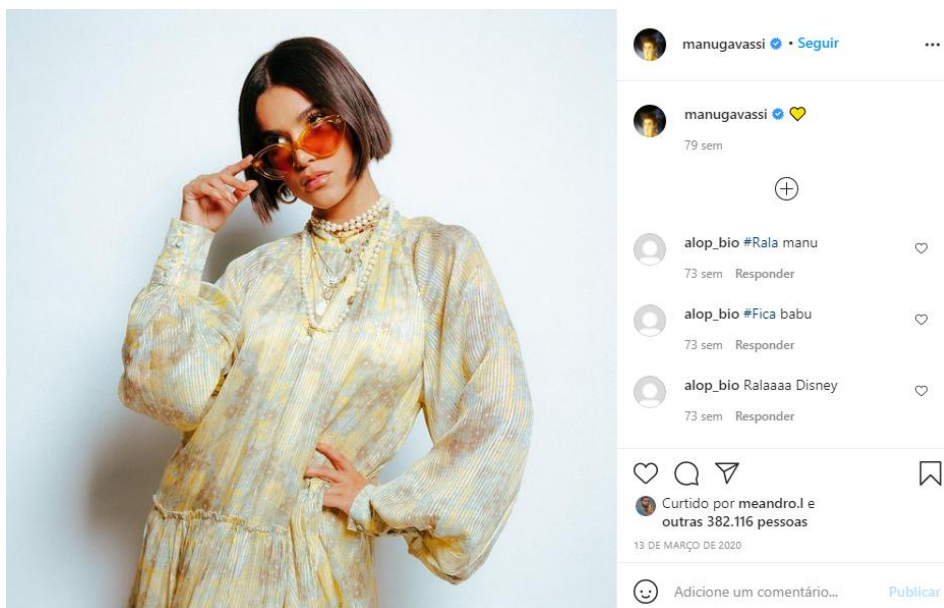 manugavassi • Seguir
manugavassi 💛
79 sem
alop_bio #Rala manu
73 sem Responder
alop_bio #Fica babu
73 sem Responder
alop_bio Ralaaaa Disney
73 sem Responder
Curtido por meandro.l e
outras 382.116 pessoas
13 DE MARÇO DE 2020
Adicione um comentário... Publicar